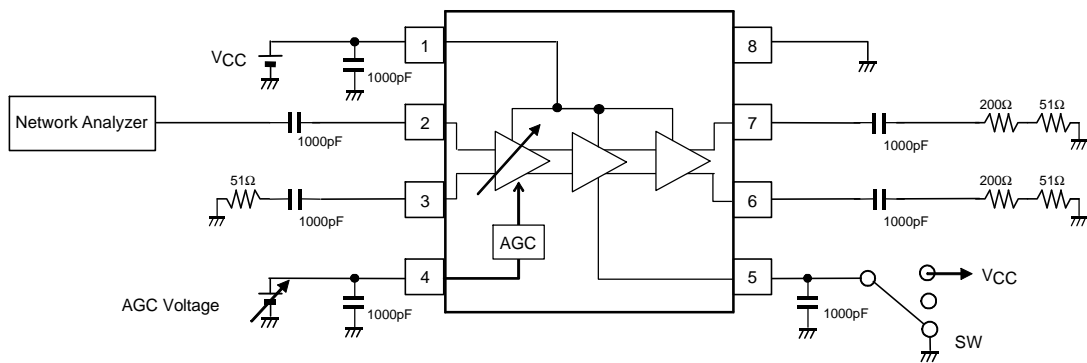 1
8
VCC
1000pF
200Ω 51Ω
Network Analyzer
2
7
1000pF
1000pF
51Ω
200Ω 51Ω
3
6
1000pF
1000pF
AGC
4
5
VCC
AGC Voltage
1000pF
1000pF
SW